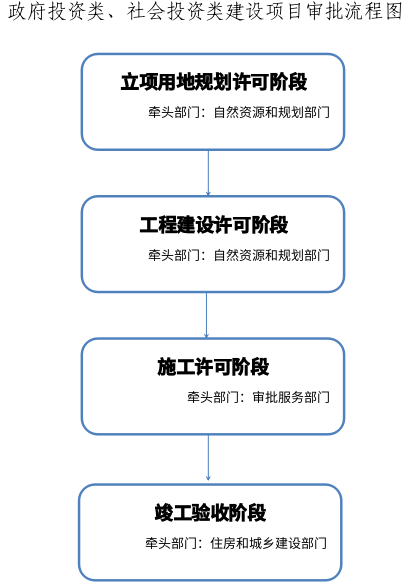 政府投资类、社会投资类建设项目审批流程图
立项用地规划许可阶段
牵头部门：自然资源和规划部门
工程建设许可阶段
牵头部门：自然资源和规划部门
施工许可阶段
牵头部门：审批服务部门
竣工验收阶段
牵头部门：住房和城乡建设部门